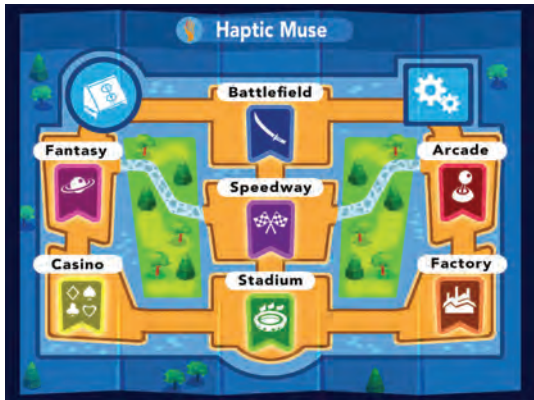 Haptic Muse
Battlefield
Fantasy
Arcade
Speedway
Casino
Stadium
Factory